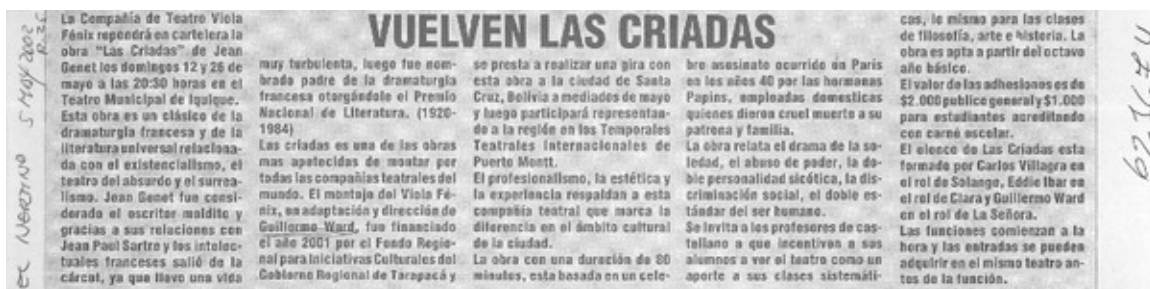 VUELVEN LAS CRIADAS
La Compañía de Teatro Viola
Fénix repondrá en cartelera la
obra "Las Criadas" de Jean
Genet los domingos 12 y 26 de
mayo a las 20:30 horas en el
Teatro Municipal de Iquique.
Esta obra es un clásico de la
dramaturgia francesa y de la
literatura universal relaciona-
da con el existencialismo, el
teatro del absurdo y el surrea-
lismo. Jean Genet fue consi-
derado el escritor maldito y
gracias a sus relaciones con
Jean Paul Sartre y los intelec-
tuales franceses salió de la
cárcel, ya que llevo una vida
muy turbulenta, luego fue nom-
brado padre de la dramaturgia
francesa otorgándole el Premio
Nacional de Literatura. (1920-
1984)
Las criadas es una de las obras
mas apetecidas de montar por
todas las compañías teatrales del
mundo. El montaje del Viola Fé-
nix, en adaptación y dirección de
Guillermo Ward, fue financiado
el año 2001 por el Fondo Regio-
nal para Iniciativas Culturales del
Gobierno Regional de Tarapacá y
se presta a realizar una gira con
esta obra a la ciudad de Santa
Cruz, Bolivia a mediados de mayo
y luego participará representan-
do a la región en los Temporales
Teatrales Internacionales de
Puerto Montt.
El profesionalismo, la estética y
la experiencia respaldan a esta
compañía teatral que marca la
diferencia en el ámbito cultural
de la ciudad.
La obra con una duración de 80
minutos, esta basada en un cele-
bre asesinato ocurrido en París
en los años 40 por las hermanas
Papins, empleadas domesticas
quienes dieron cruel muerte a su
patrona y familia.
La obra relata el drama de la so-
ledad, el abuso de poder, la do-
ble personalidad sicótica, la dis-
criminación social, el doble es-
tándar del ser humano.
Se invita a los profesores de cas-
tellano a que incentiven a sus
alumnos a ver el teatro como un
aporte a sus clases sistemáti-
cas, lo mismo para las clases
de filosofía, arte e historia. La
obra es apta a partir del octavo
año básico.
El valor de las adhesiones es de
$2.000 publico general y $1.000
para estudiantes acreditando
con carné escolar.
El elenco de Las Criadas esta
formado por Carlos Villagra en
el rol de Solange, Eddie Ibar en
el rol de Clara y Guillermo Ward
en el rol de La Señora.
Las funciones comienzan a la
hora y las entradas se pueden
adquirir en el mismo teatro an-
tes de la función.
EL NORTINO 5 MAY 2002